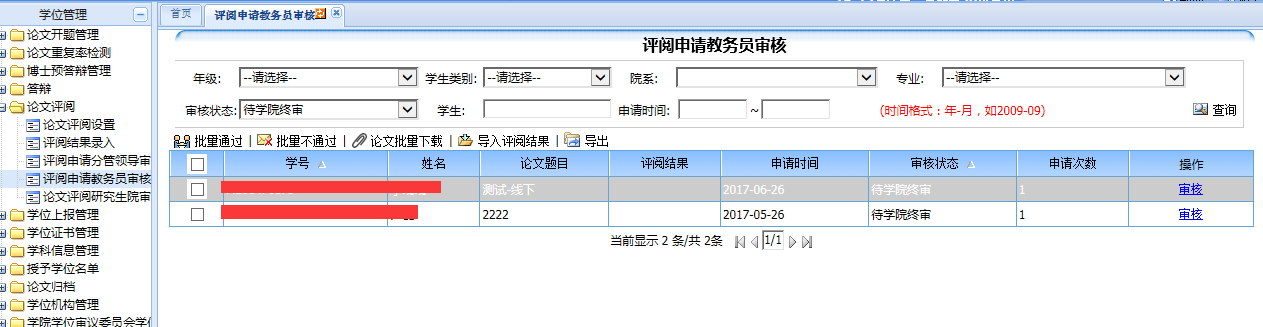 学位管理
首页
评阅申请教务员审核
论文开题管理
论文重复率检测
博士预答辩管理
答辩
论文评阅
论文评阅设置
评阅结果录入
评阅申请分管领导审
评阅申请教务员审核
论文评阅研究生院审
学位上报管理
学位证书管理
学科信息管理
授予学位名单
论文归档
学位机构管理
学院学位审议委员会学位
评阅申请教务员审核
年级: --请选择-- 学生类别: --请选择-- 院系: 专业: --请选择--
审核状态: 待学院终审 学生: 申请时间: ~ (时间格式：年-月，如2009-09) 查询
批量通过 | 批量不通过 | 论文批量下载 | 导入评阅结果 | 导出
学号 姓名 论文题目 评阅结果 申请时间 审核状态 申请次数 操作
测试-线下 2017-06-26 待学院终审 1 审核
2222 2017-05-26 待学院终审 1 审核
当前显示 2 条/共 2条 1/1